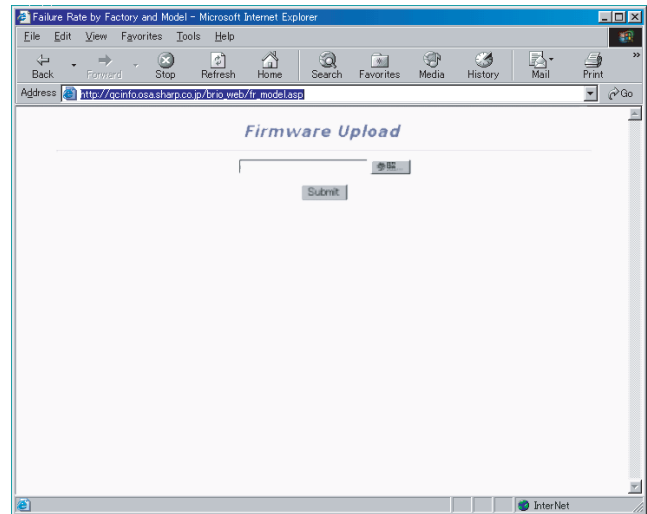 Failure Rate by Factory and Model - Microsoft Internet Explorer
File Edit View Favorites Tools Help
Back Forward Stop Refresh Home Search Favorites Media History Mail Print »
Address http://qcinfo.osa.sharp.co.jp/brio_web/fr_model.asp Go
Firmware Upload
参照...
Submit
InterNet